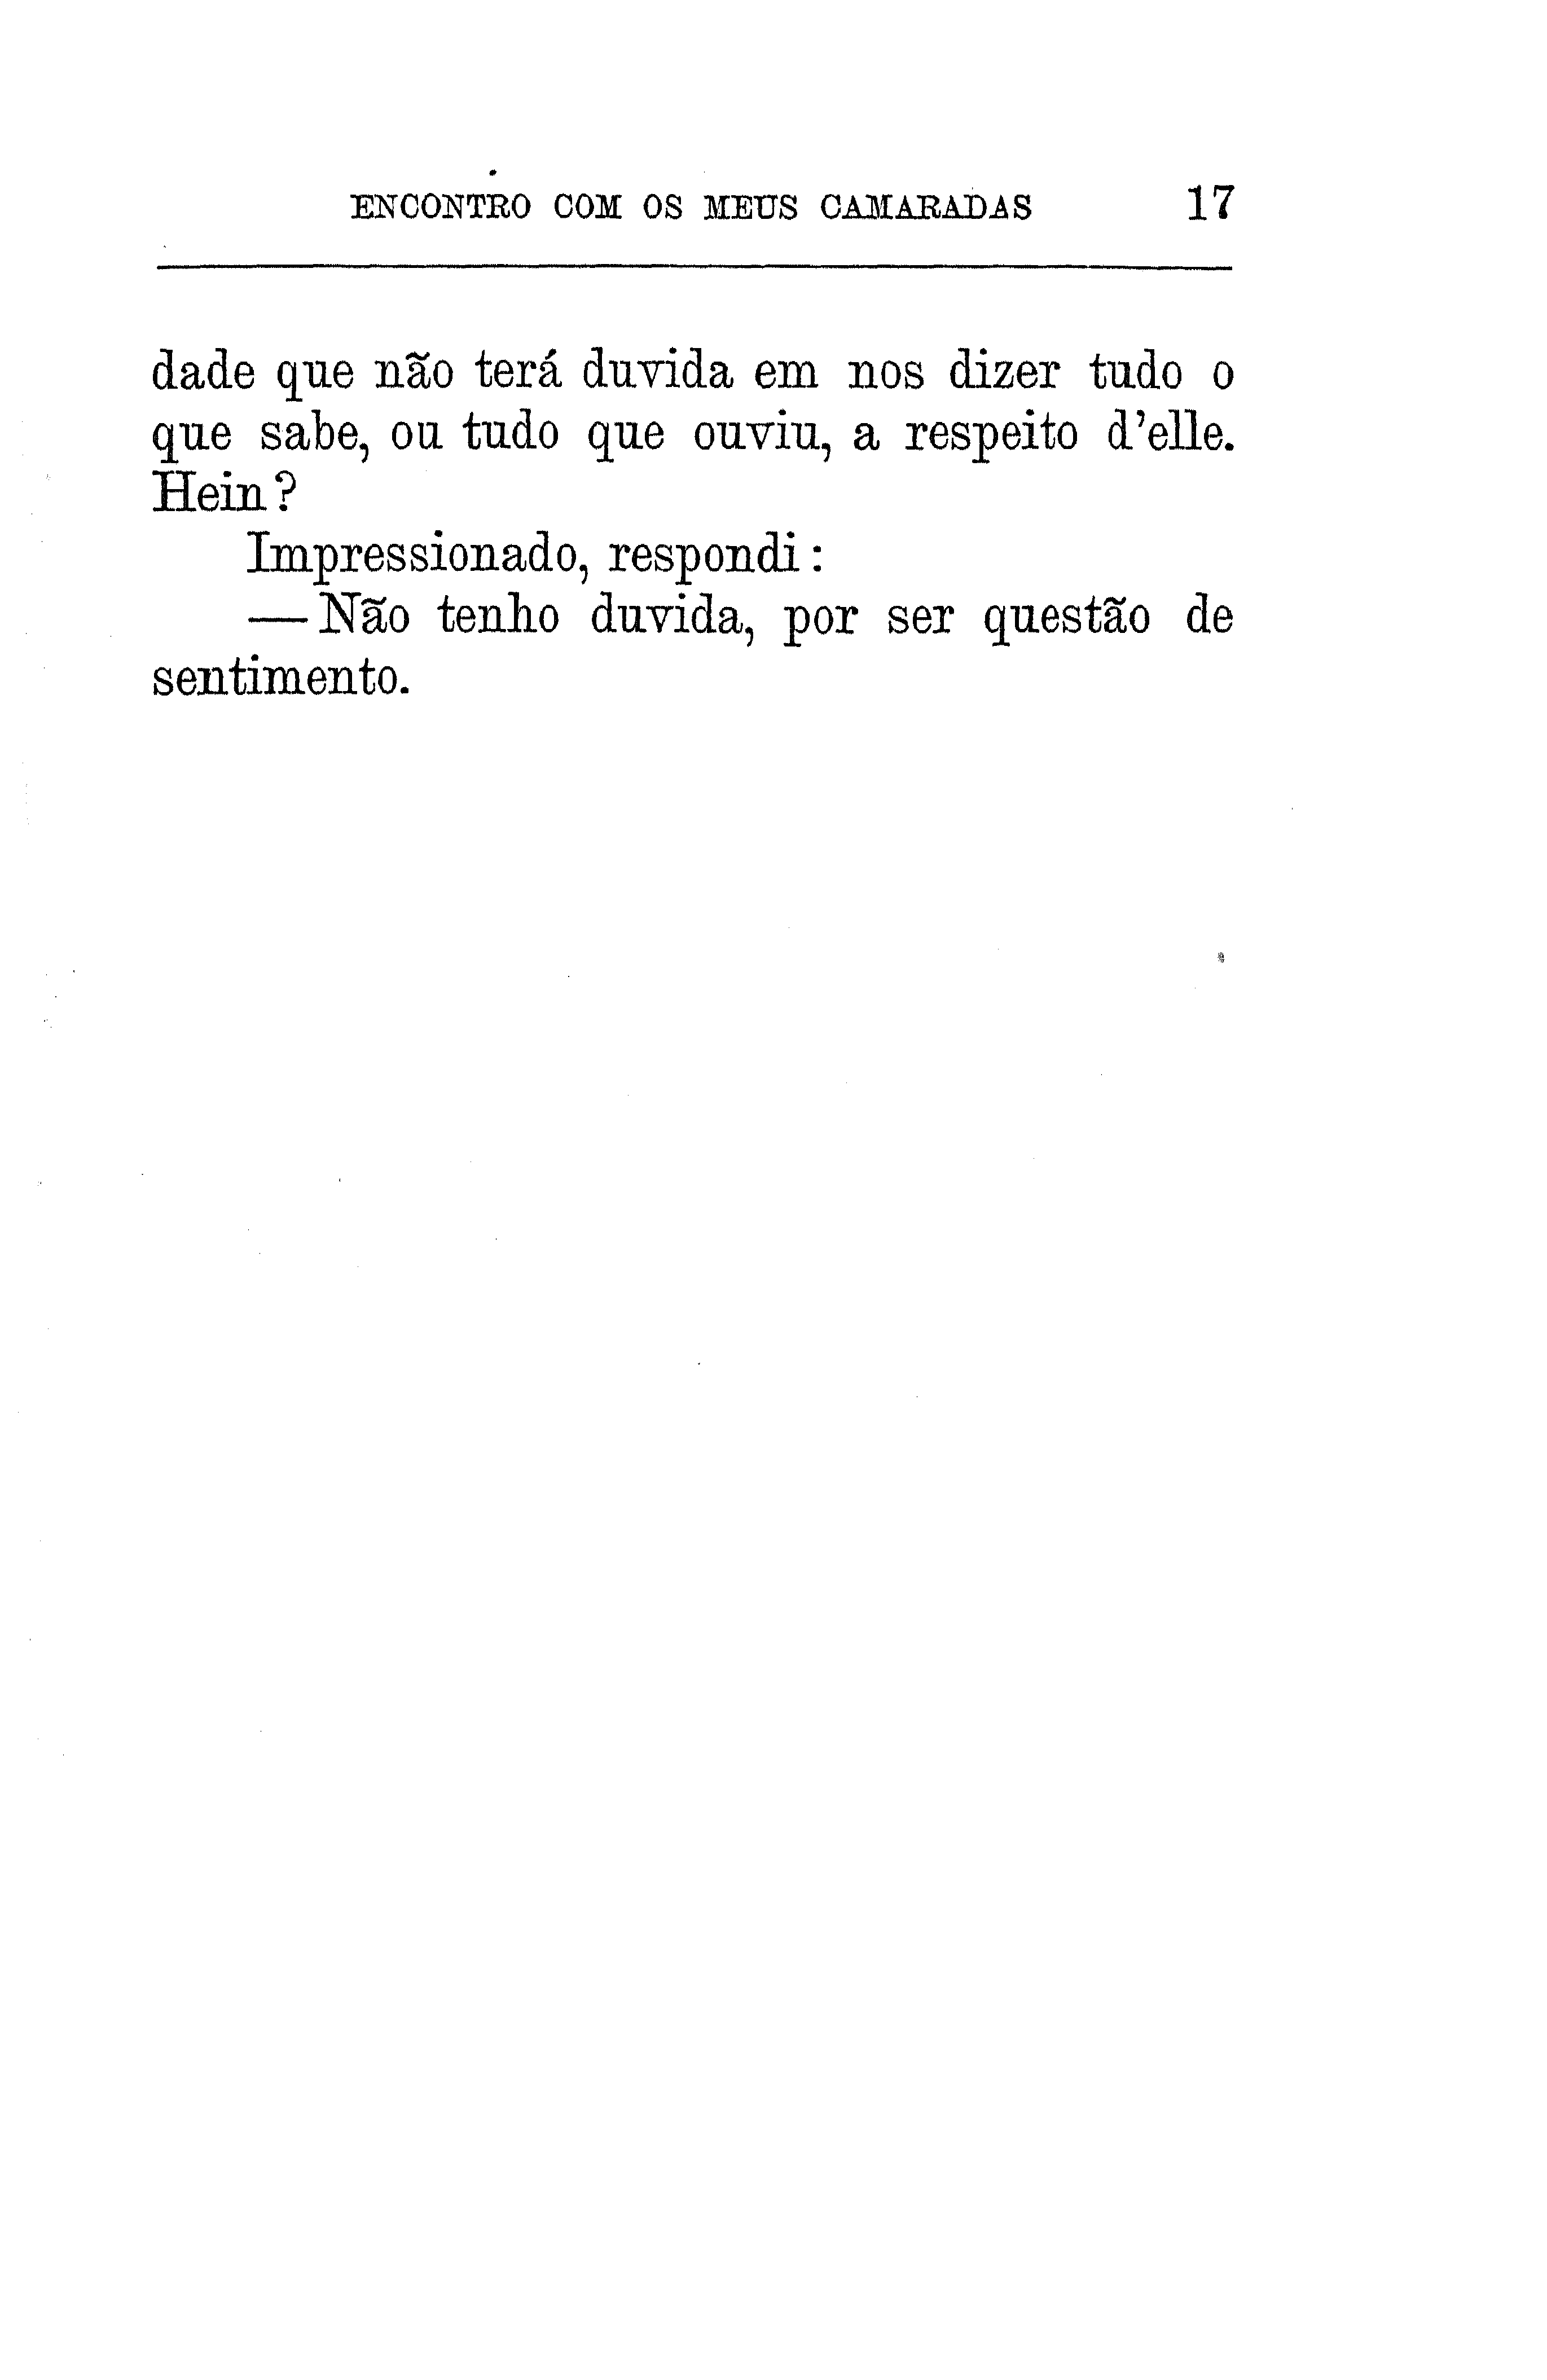 ENCONTRO COM OS MEUS CAMARADAS 17
dade que não terá duvida em nos dizer tudo o
que sabe, ou tudo que ouviu, a respeito d'elle.
Hein?
Impressionado, respondi:
—Não tenho duvida, por ser questão de
sentimento.